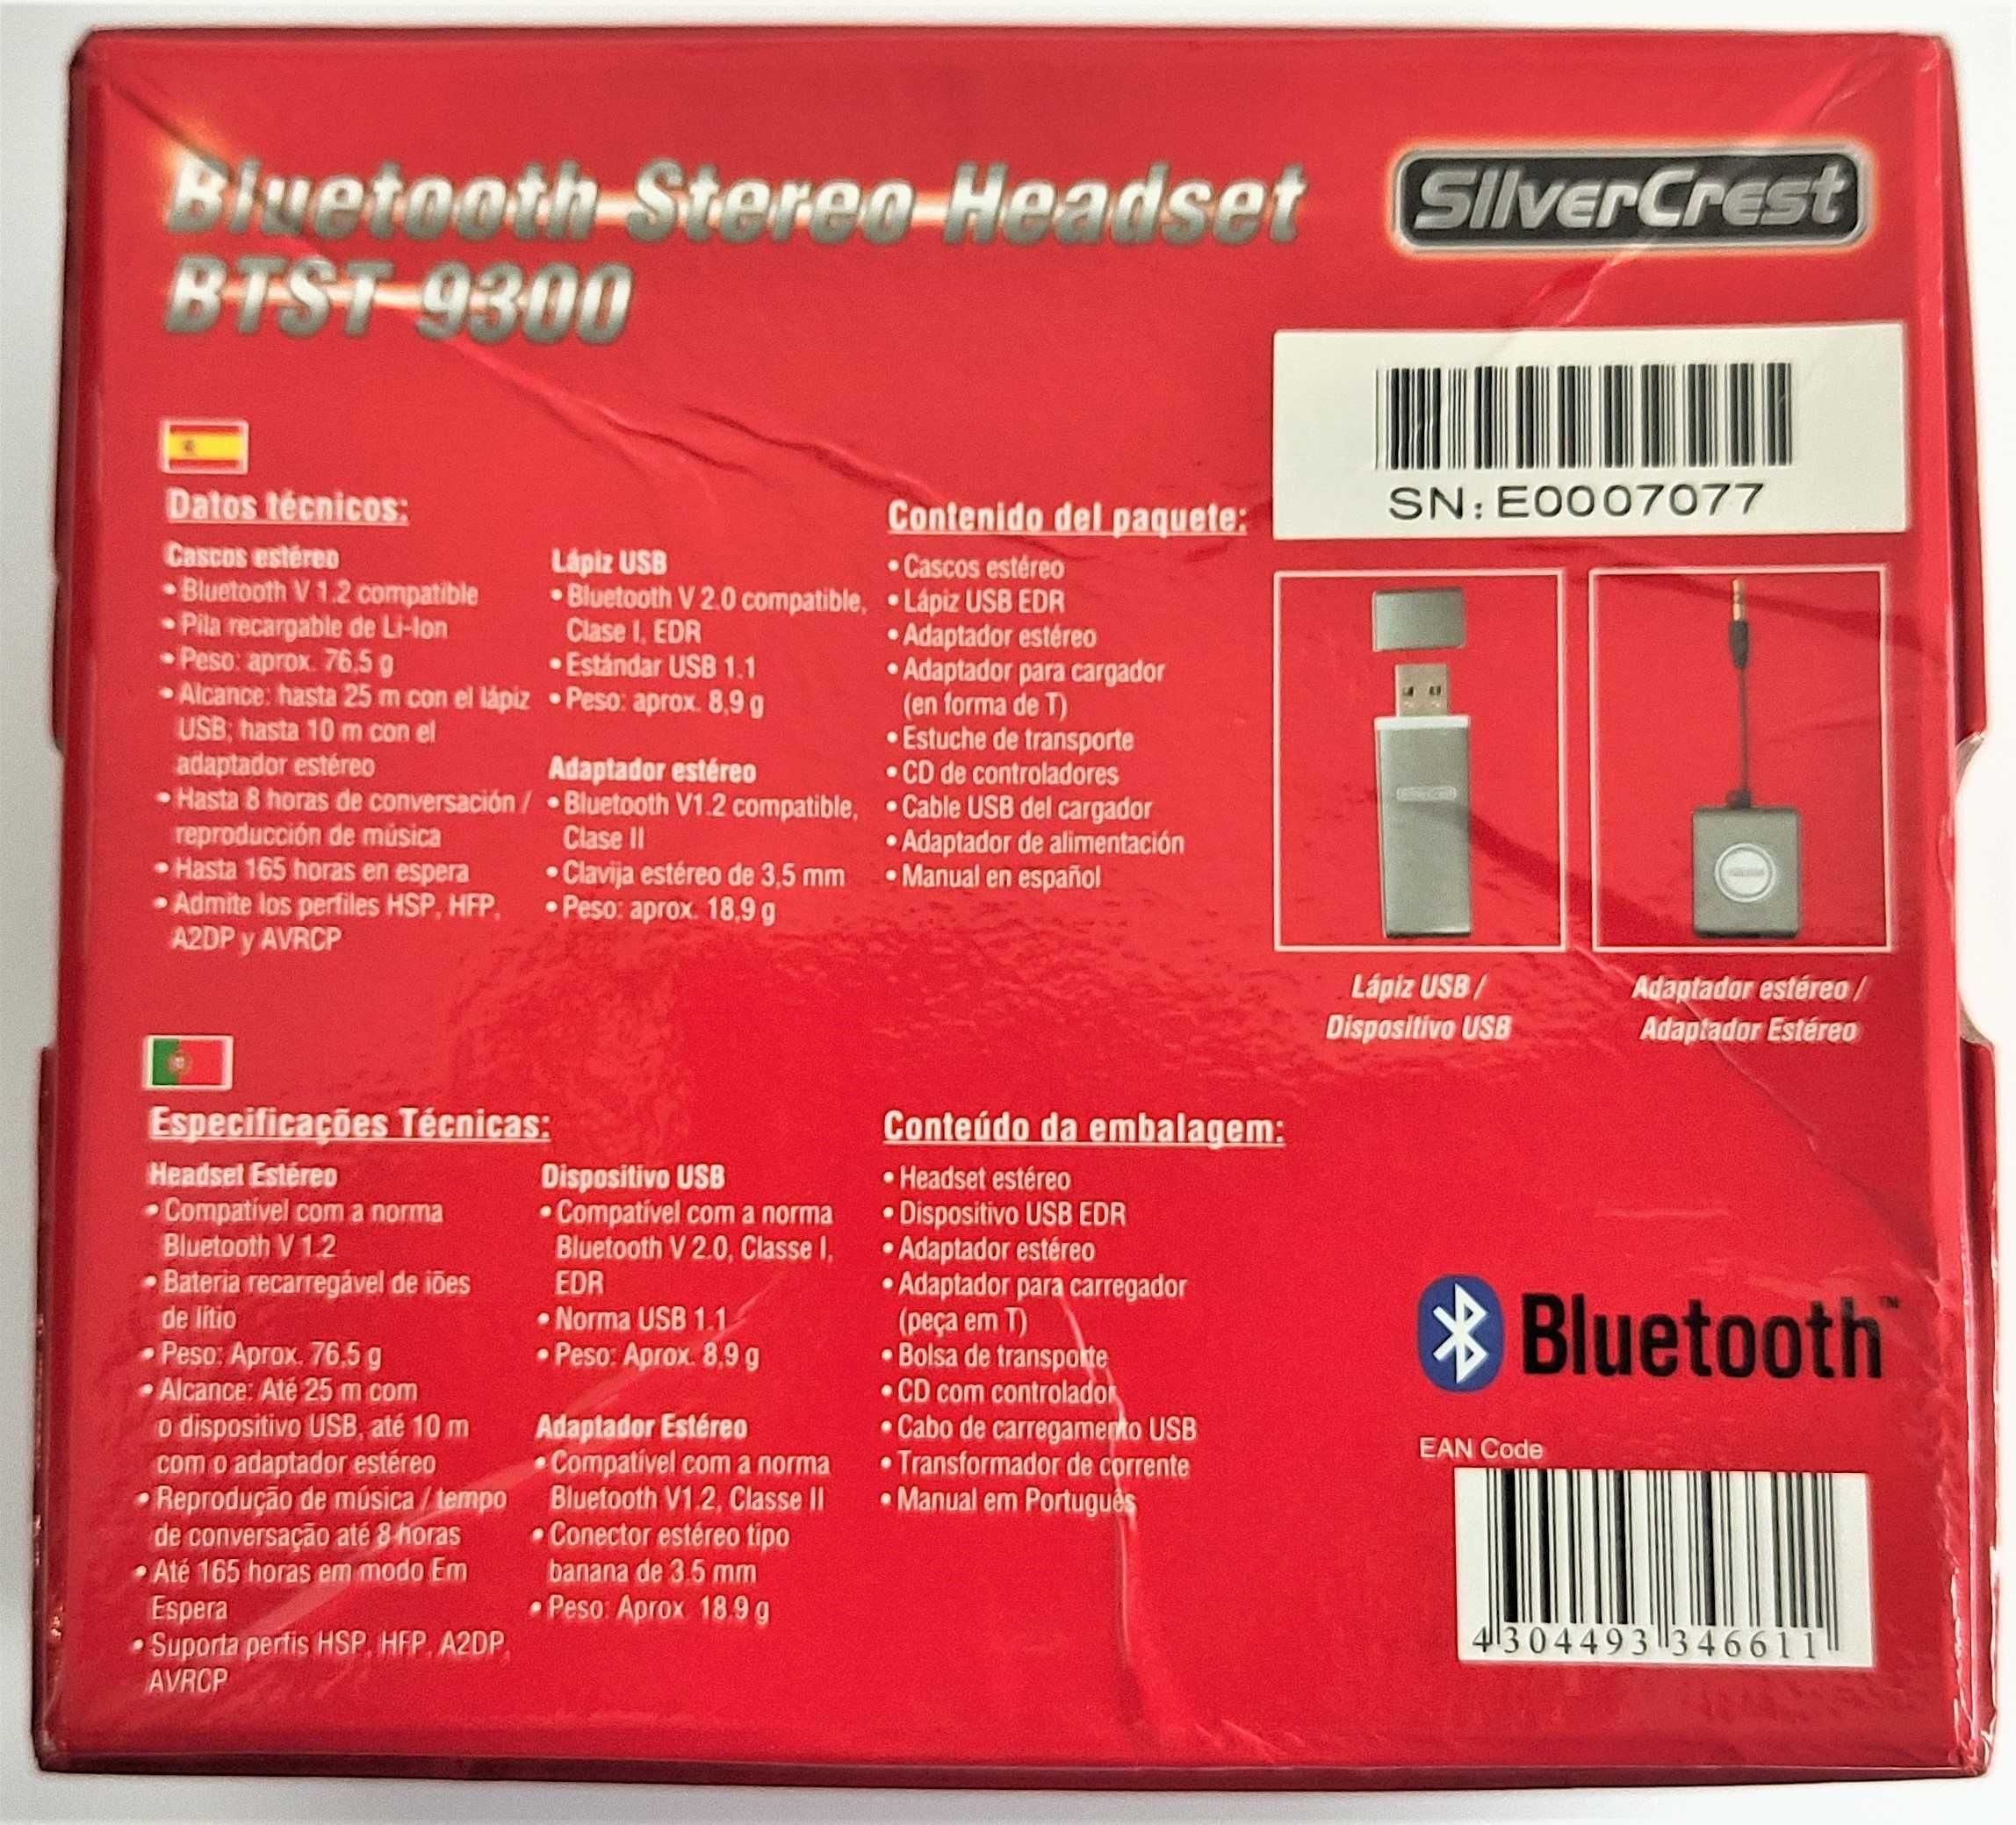 Bluetooth Stereo Headset
BTST 9300
SilverCrest
SN:E0007077
Datos técnicos:
Cascos estéreo
• Bluetooth V 1.2 compatible
• Pila recargable de Li-Ion
• Peso: aprox. 76,5 g
• Alcance: hasta 25 m con el lápiz
USB; hasta 10 m con el
adaptador estéreo
• Hasta 8 horas de conversación /
reproducción de música
• Hasta 165 horas en espera
• Admite los perfiles HSP, HFP,
A2DP y AVRCP
Lápiz USB
• Bluetooth V 2.0 compatible,
Clase I, EDR
• Estándar USB 1.1
• Peso: aprox. 8,9 g
Adaptador estéreo
• Bluetooth V1.2 compatible,
Clase II
• Clavija estéreo de 3,5 mm
• Peso: aprox. 18,9 g
Contenido del paquete:
• Cascos estéreo
• Lápiz USB EDR
• Adaptador estéreo
• Adaptador para cargador
(en forma de T)
• Estuche de transporte
• CD de controladores
• Cable USB del cargador
• Adaptador de alimentación
• Manual en español
Lápiz USB /
Dispositivo USB
Adaptador estéreo /
Adaptador Estéreo
Especificações Técnicas:
Headset Estéreo
• Compatível com a norma
Bluetooth V 1.2
• Bateria recarregável de iões
de lítio
• Peso: Aprox. 76,5 g
• Alcance: Até 25 m com
o dispositivo USB, até 10 m
com o adaptador estéreo
• Reprodução de música / tempo
de conversação até 8 horas
• Até 165 horas em modo Em
Espera
• Suporta perfis HSP, HFP, A2DP,
AVRCP
Dispositivo USB
• Compatível com a norma
Bluetooth V 2.0, Classe I,
EDR
• Norma USB 1.1
• Peso: Aprox. 8,9 g
Adaptador Estéreo
• Compatível com a norma
Bluetooth V1.2, Classe II
• Conector estéreo tipo
banana de 3.5 mm
• Peso: Aprox. 18.9 g
Conteúdo da embalagem:
• Headset estéreo
• Dispositivo USB EDR
• Adaptador estéreo
• Adaptador para carregador
(peça em T)
• Bolsa de transporte
• CD com controlador
• Cabo de carregamento USB
• Transformador de corrente
• Manual em Português
Bluetooth™
EAN Code
4 304493 346611